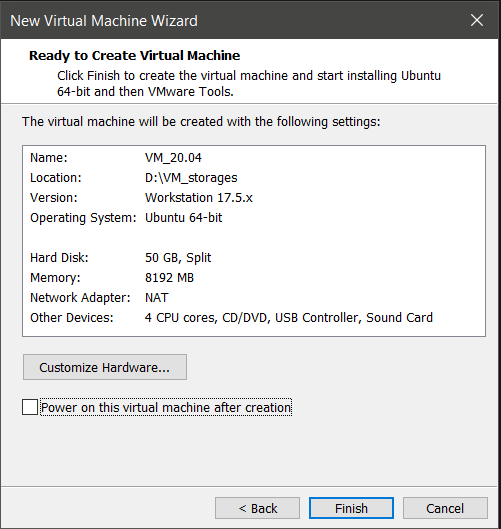 New Virtual Machine Wizard
Ready to Create Virtual Machine
Click Finish to create the virtual machine and start installing Ubuntu
64-bit and then VMware Tools.
The virtual machine will be created with the following settings:
Name: VM_20.04
Location: D:\VM_storages
Version: Workstation 17.5.x
Operating System: Ubuntu 64-bit
Hard Disk: 50 GB, Split
Memory: 8192 MB
Network Adapter: NAT
Other Devices: 4 CPU cores, CD/DVD, USB Controller, Sound Card
Customize Hardware...
Power on this virtual machine after creation
< Back Finish Cancel